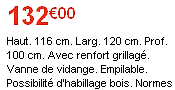 132€00
Haut. 116 cm. Larg. 120 cm. Prof.
100 cm. Avec renfort grillagé.
Vanne de vidange. Empilable.
Possibilité d'habillage bois. Normes